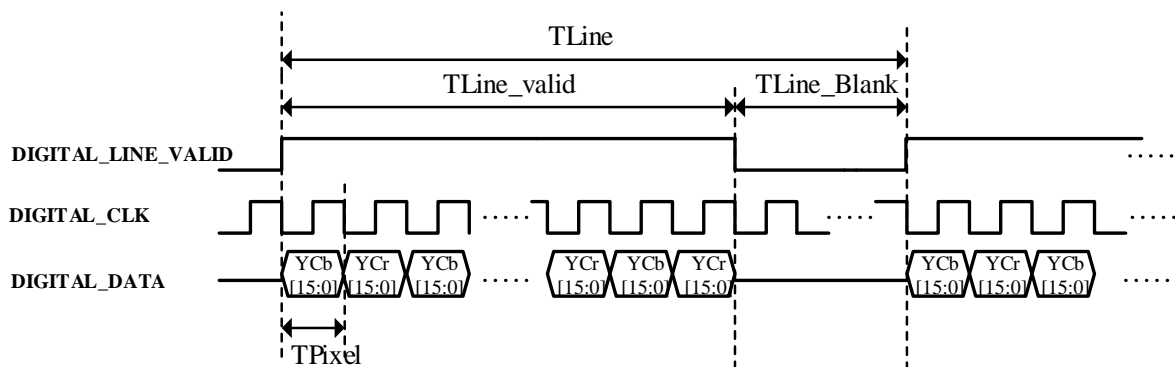 TLine
TLine_valid TLine_Blank
DIGITAL_LINE_VALID ·····
DIGITAL_CLK ····· ····· ·····
DIGITAL_DATA YCb [15:0] YCr [15:0] YCb [15:0] ····· YCr [15:0] YCb [15:0] YCr [15:0] YCb [15:0] YCr [15:0] YCb [15:0] ·····
TPixel